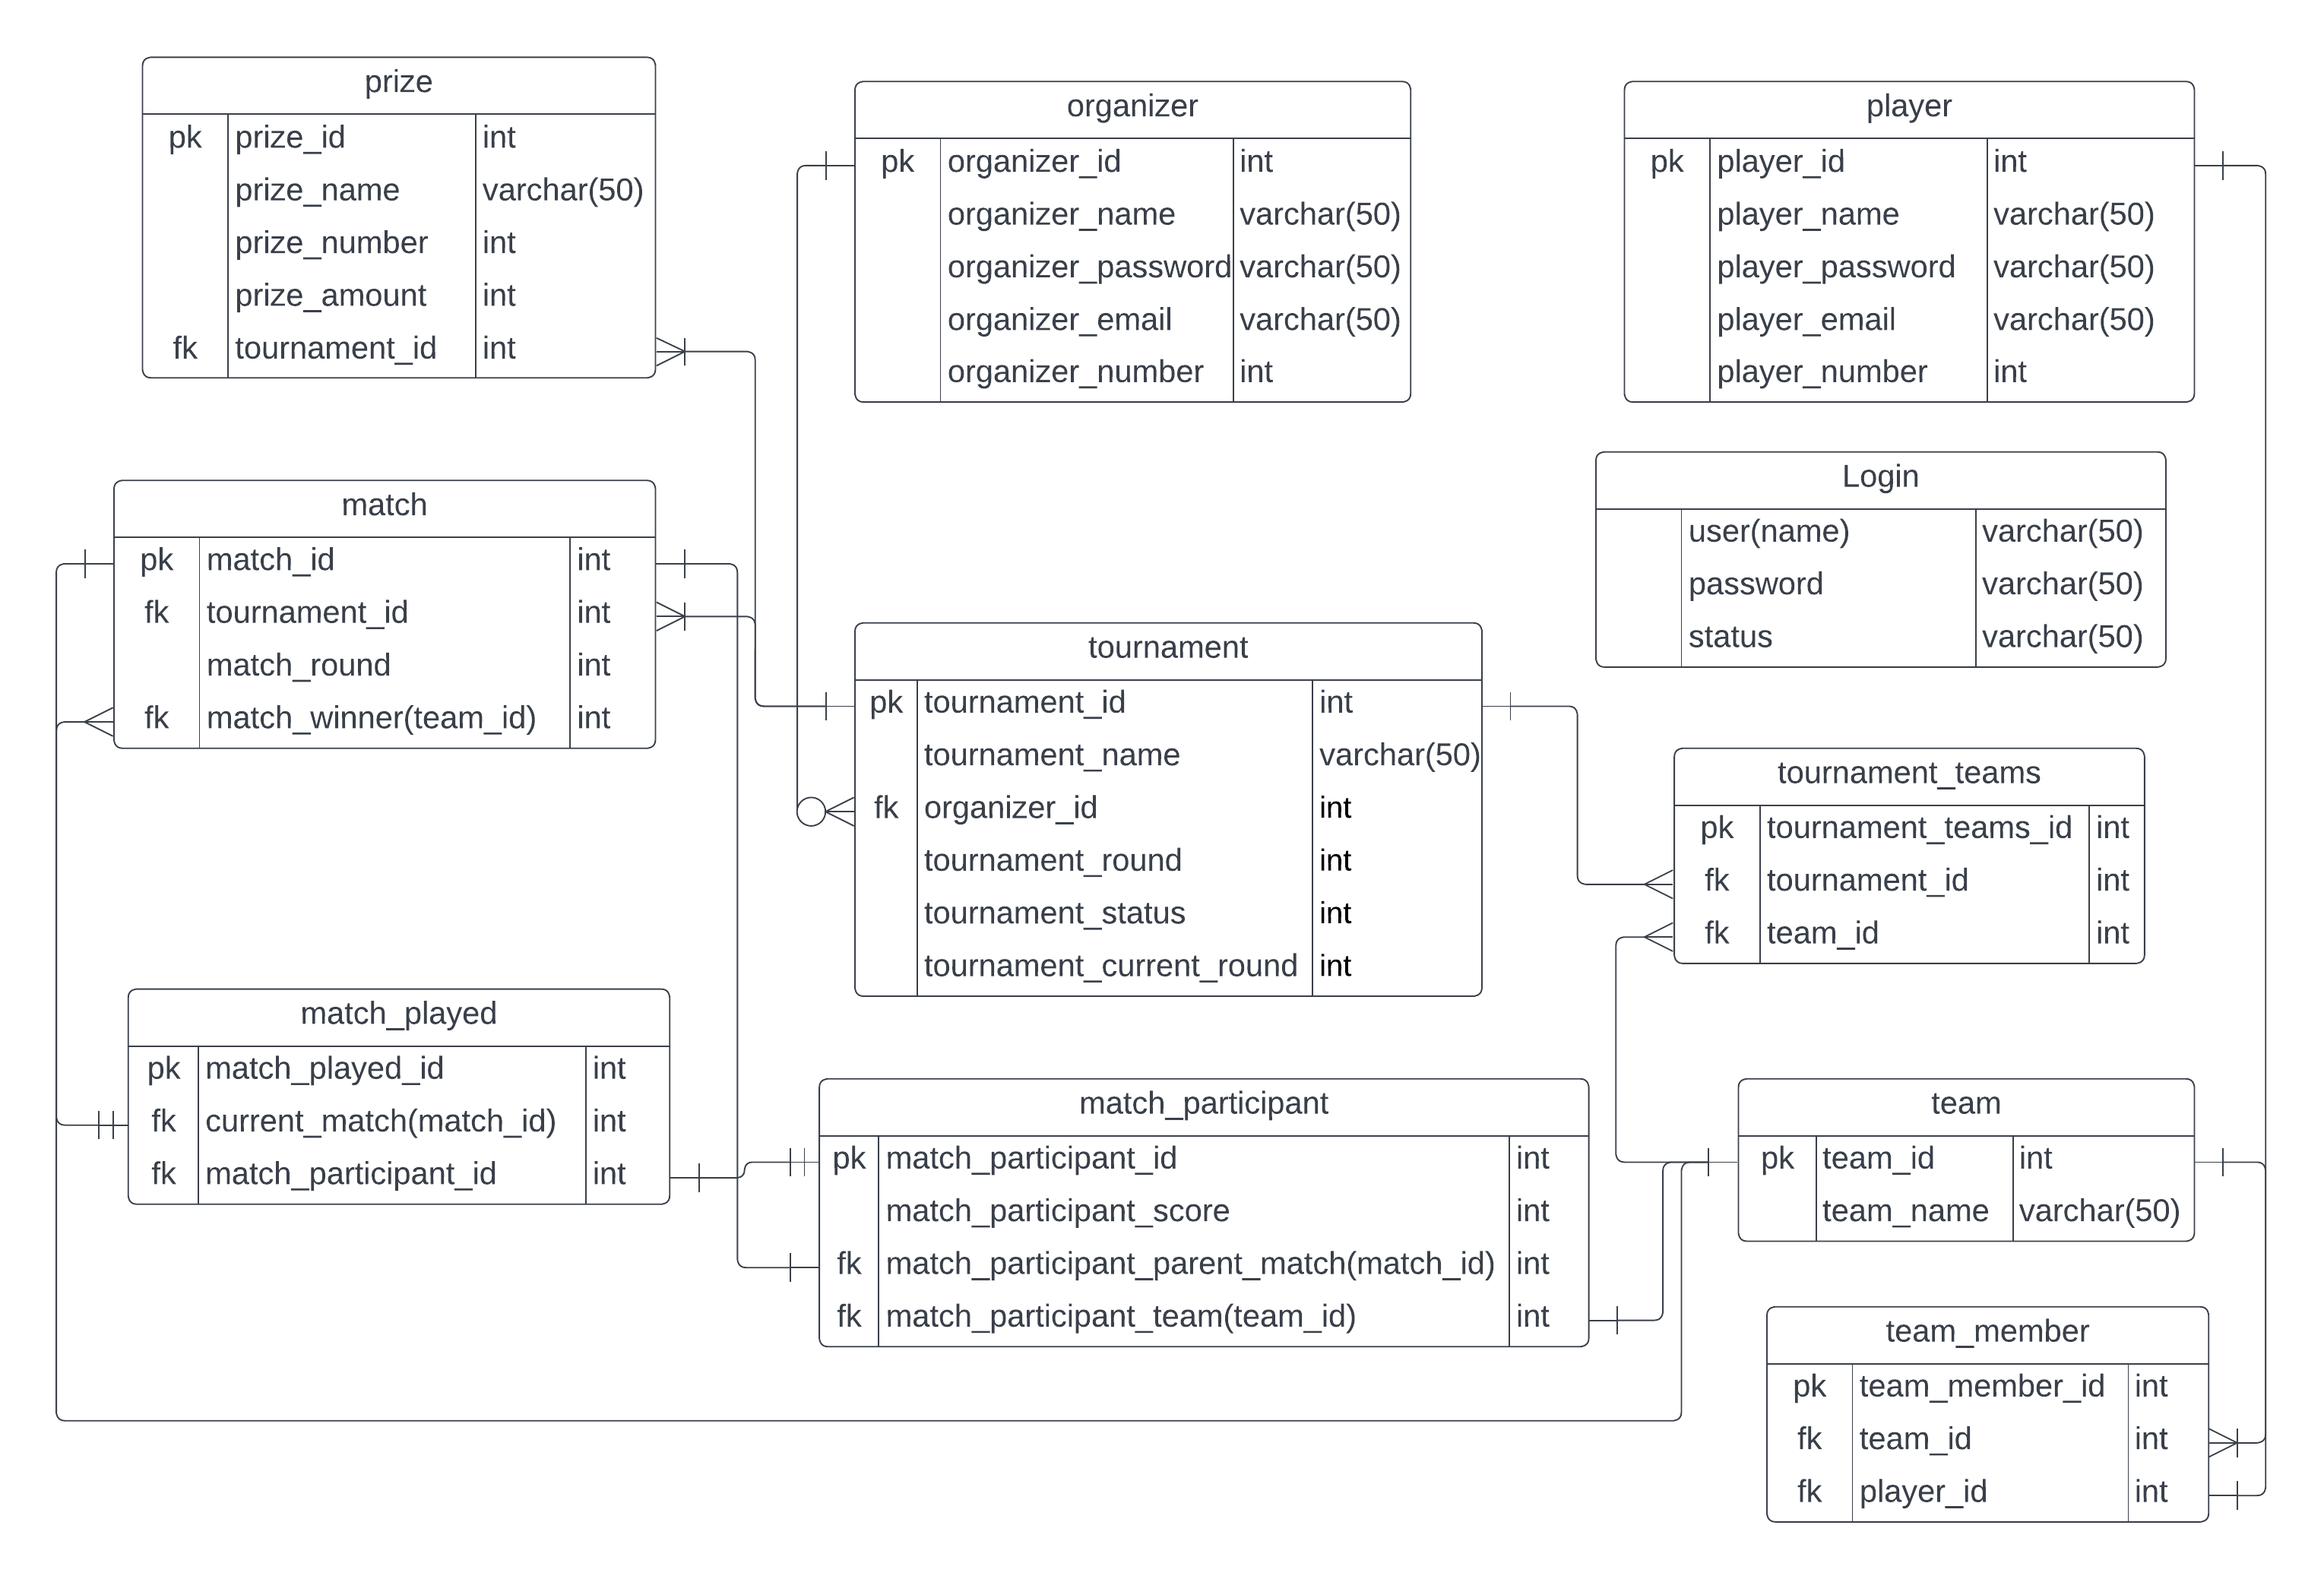 prize
pk prize_id int
prize_name varchar(50)
prize_number int
prize_amount int
fk tournament_id int
organizer
pk organizer_id int
organizer_name varchar(50)
organizer_password varchar(50)
organizer_email varchar(50)
organizer_number int
player
pk player_id int
player_name varchar(50)
player_password varchar(50)
player_email varchar(50)
player_number int
match
pk match_id int
fk tournament_id int
match_round int
fk match_winner(team_id) int
Login
user(name) varchar(50)
password varchar(50)
status varchar(50)
tournament
pk tournament_id int
tournament_name varchar(50)
fk organizer_id int
tournament_round int
tournament_status int
tournament_current_round int
tournament_teams
pk tournament_teams_id int
fk tournament_id int
fk team_id int
match_played
pk match_played_id int
fk current_match(match_id) int
fk match_participant_id int
match_participant
pk match_participant_id int
match_participant_score int
fk match_participant_parent_match(match_id) int
fk match_participant_team(team_id) int
team
pk team_id int
team_name varchar(50)
team_member
pk team_member_id int
fk team_id int
fk player_id int